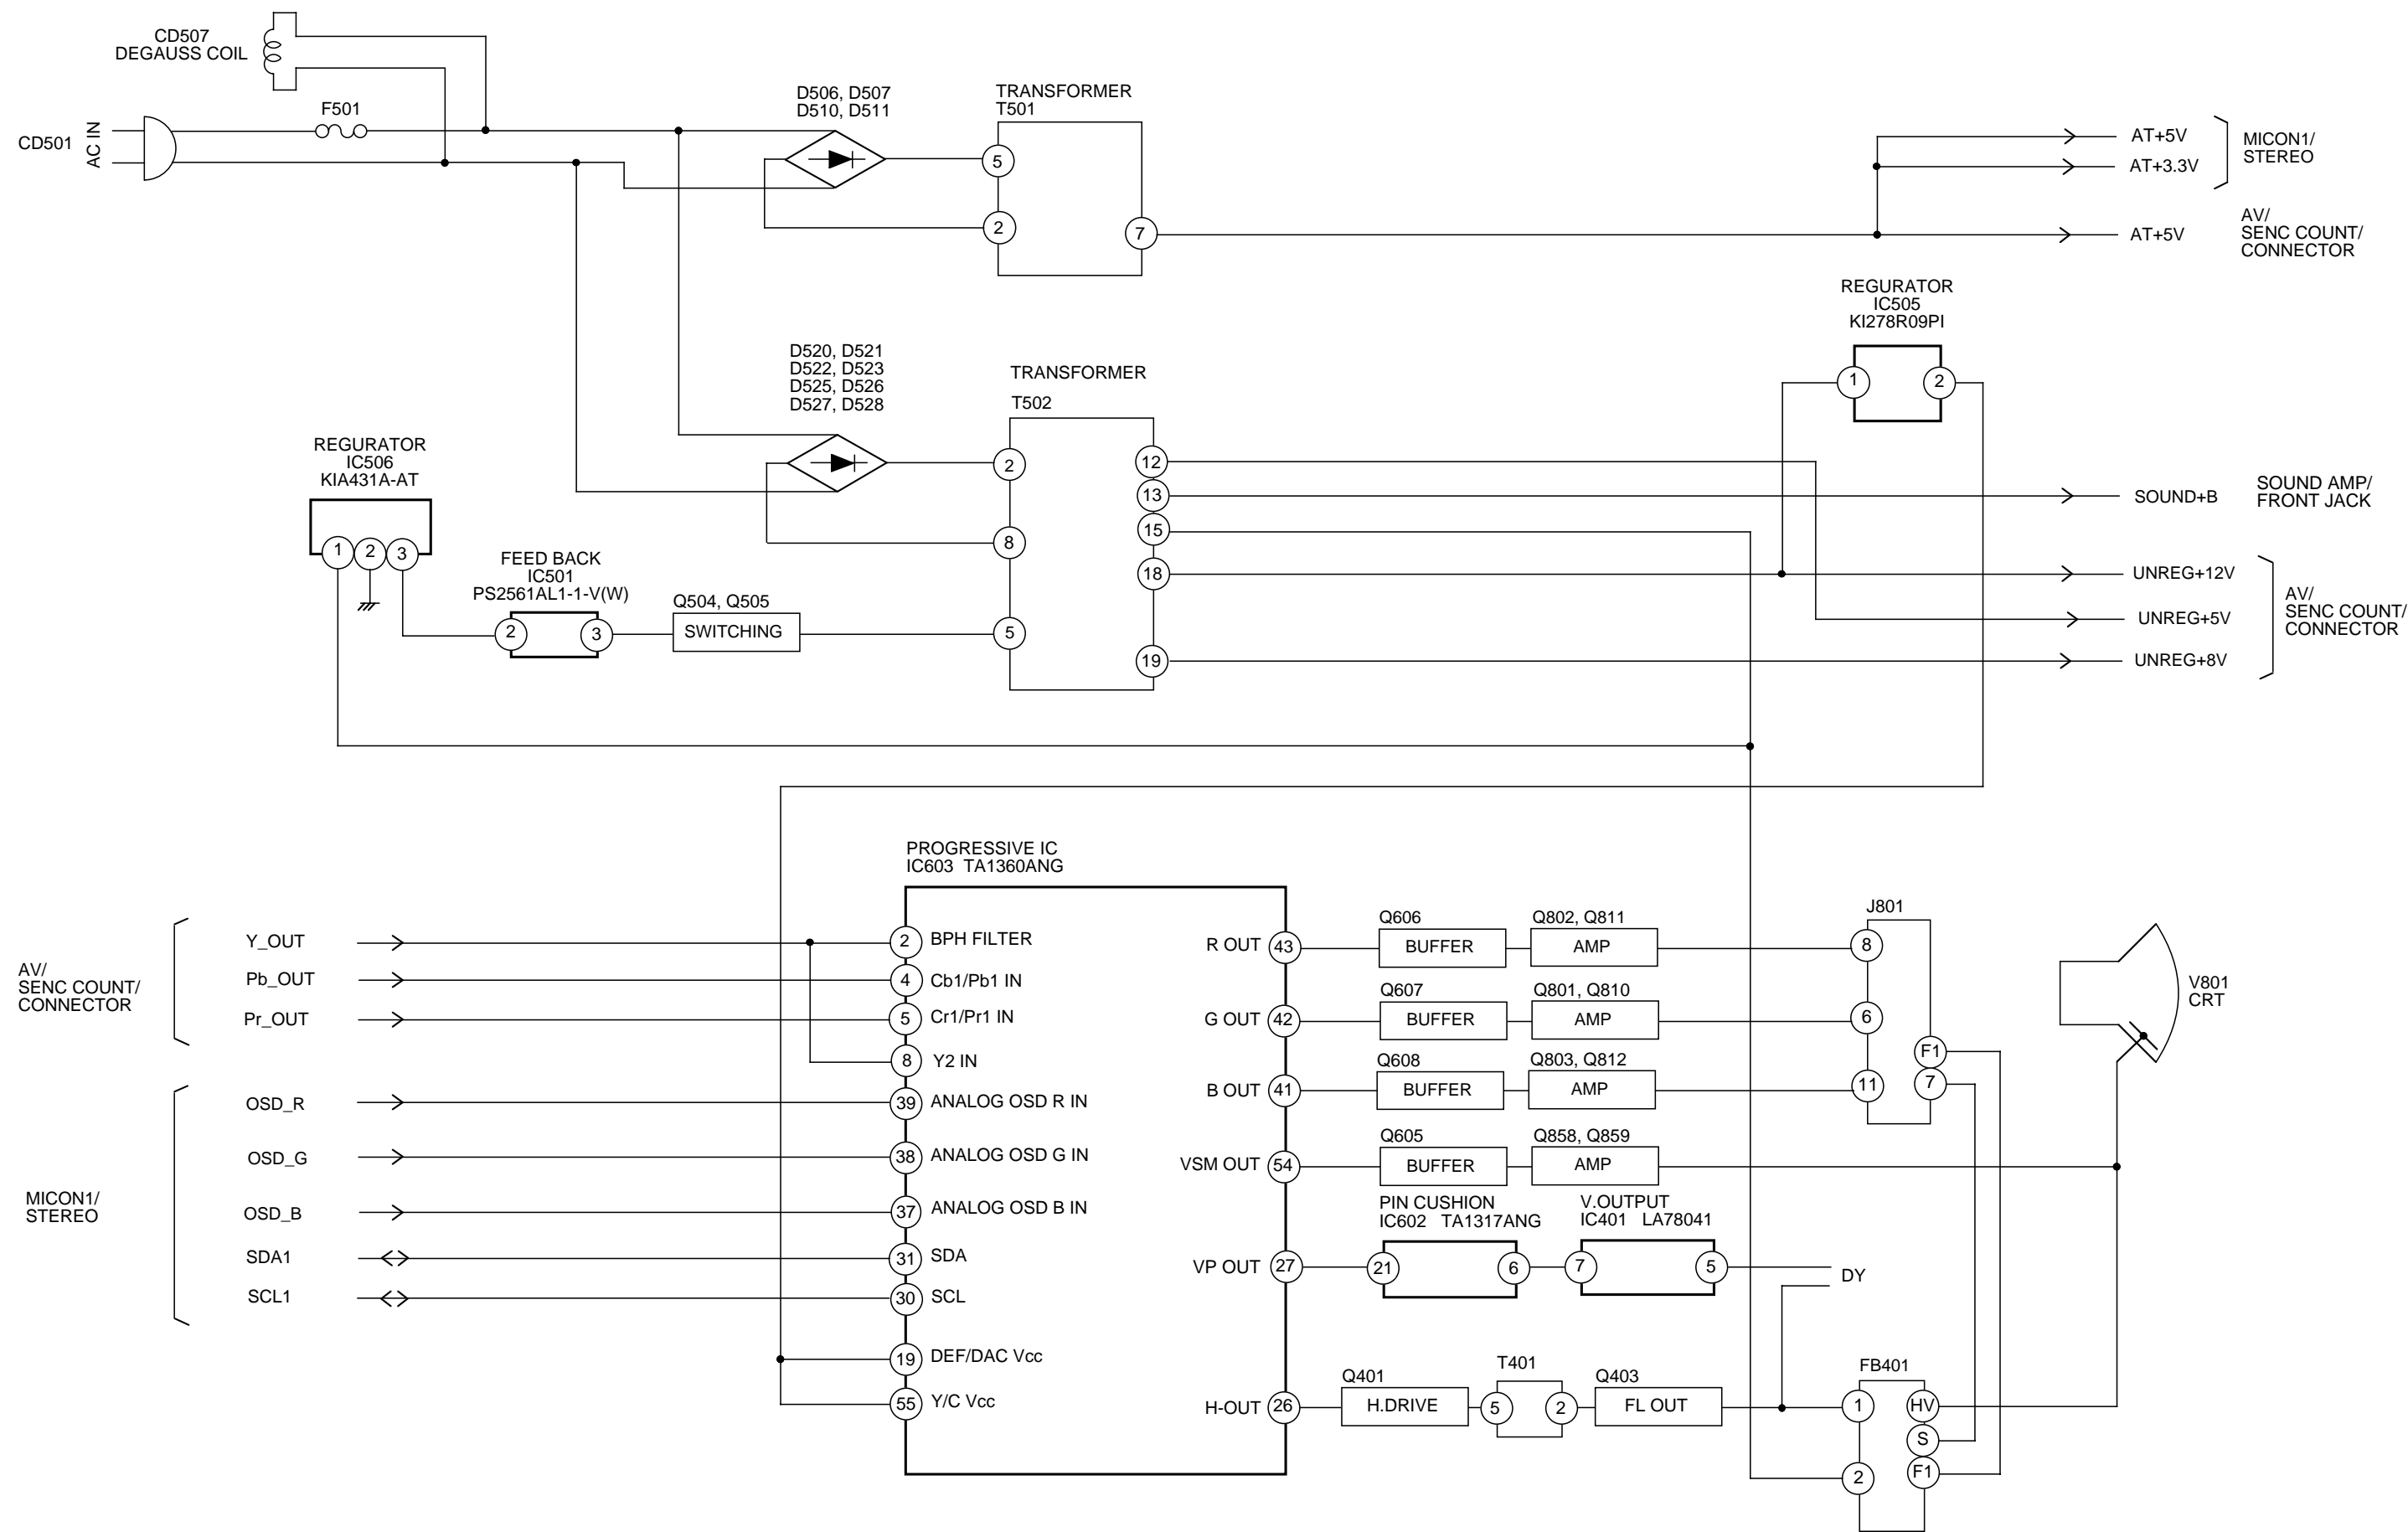 CD507
DEGAUSS COIL
F501
CD501
AC IN
D506, D507
D510, D511
TRANSFORMER
T501
5
2
7
AT+5V
AT+3.3V
MICON1/
STEREO
AT+5V
AV/
SENC COUNT/
CONNECTOR
REGURATOR
IC505
KI278R09PI
1
2
D520, D521
D522, D523
D525, D526
D527, D528
TRANSFORMER
T502
2
8
5
12
13
15
18
19
REGURATOR
IC506
KIA431A-AT
1
2
3
FEED BACK
IC501
PS2561AL1-1-V(W)
2
3
Q504, Q505
SWITCHING
SOUND+B
SOUND AMP/
FRONT JACK
UNREG+12V
UNREG+5V
UNREG+8V
AV/
SENC COUNT/
CONNECTOR
PROGRESSIVE IC
IC603 TA1360ANG
AV/
SENC COUNT/
CONNECTOR
Y_OUT
Pb_OUT
Pr_OUT
MICON1/
STEREO
OSD_R
OSD_G
OSD_B
SDA1
SCL1
2 BPH FILTER
4 Cb1/Pb1 IN
5 Cr1/Pr1 IN
8 Y2 IN
39 ANALOG OSD R IN
38 ANALOG OSD G IN
37 ANALOG OSD B IN
31 SDA
30 SCL
19 DEF/DAC Vcc
55 Y/C Vcc
R OUT 43
G OUT 42
B OUT 41
VSM OUT 54
VP OUT 27
H-OUT 26
Q606
BUFFER
Q802, Q811
AMP
Q607
BUFFER
Q801, Q810
AMP
Q608
BUFFER
Q803, Q812
AMP
Q605
BUFFER
Q858, Q859
AMP
J801
8
6
11
F1
7
V801
CRT
PIN CUSHION
IC602 TA1317ANG
21
6
V.OUTPUT
IC401 LA78041
7
5
DY
Q401
H.DRIVE
T401
5
2
Q403
FL OUT
FB401
1
2
HV
S
F1